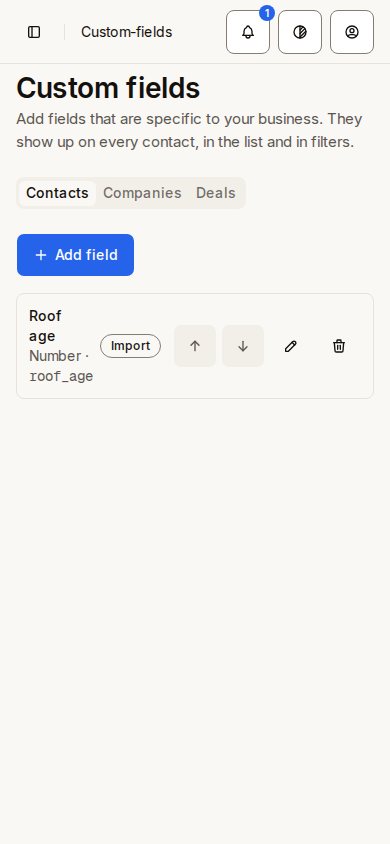 Custom-fields
1
Custom fields
Add fields that are specific to your business. They
show up on every contact, in the list and in filters.
Contacts Companies Deals
+ Add field
Roof
age
Number ·
roof_age
Import